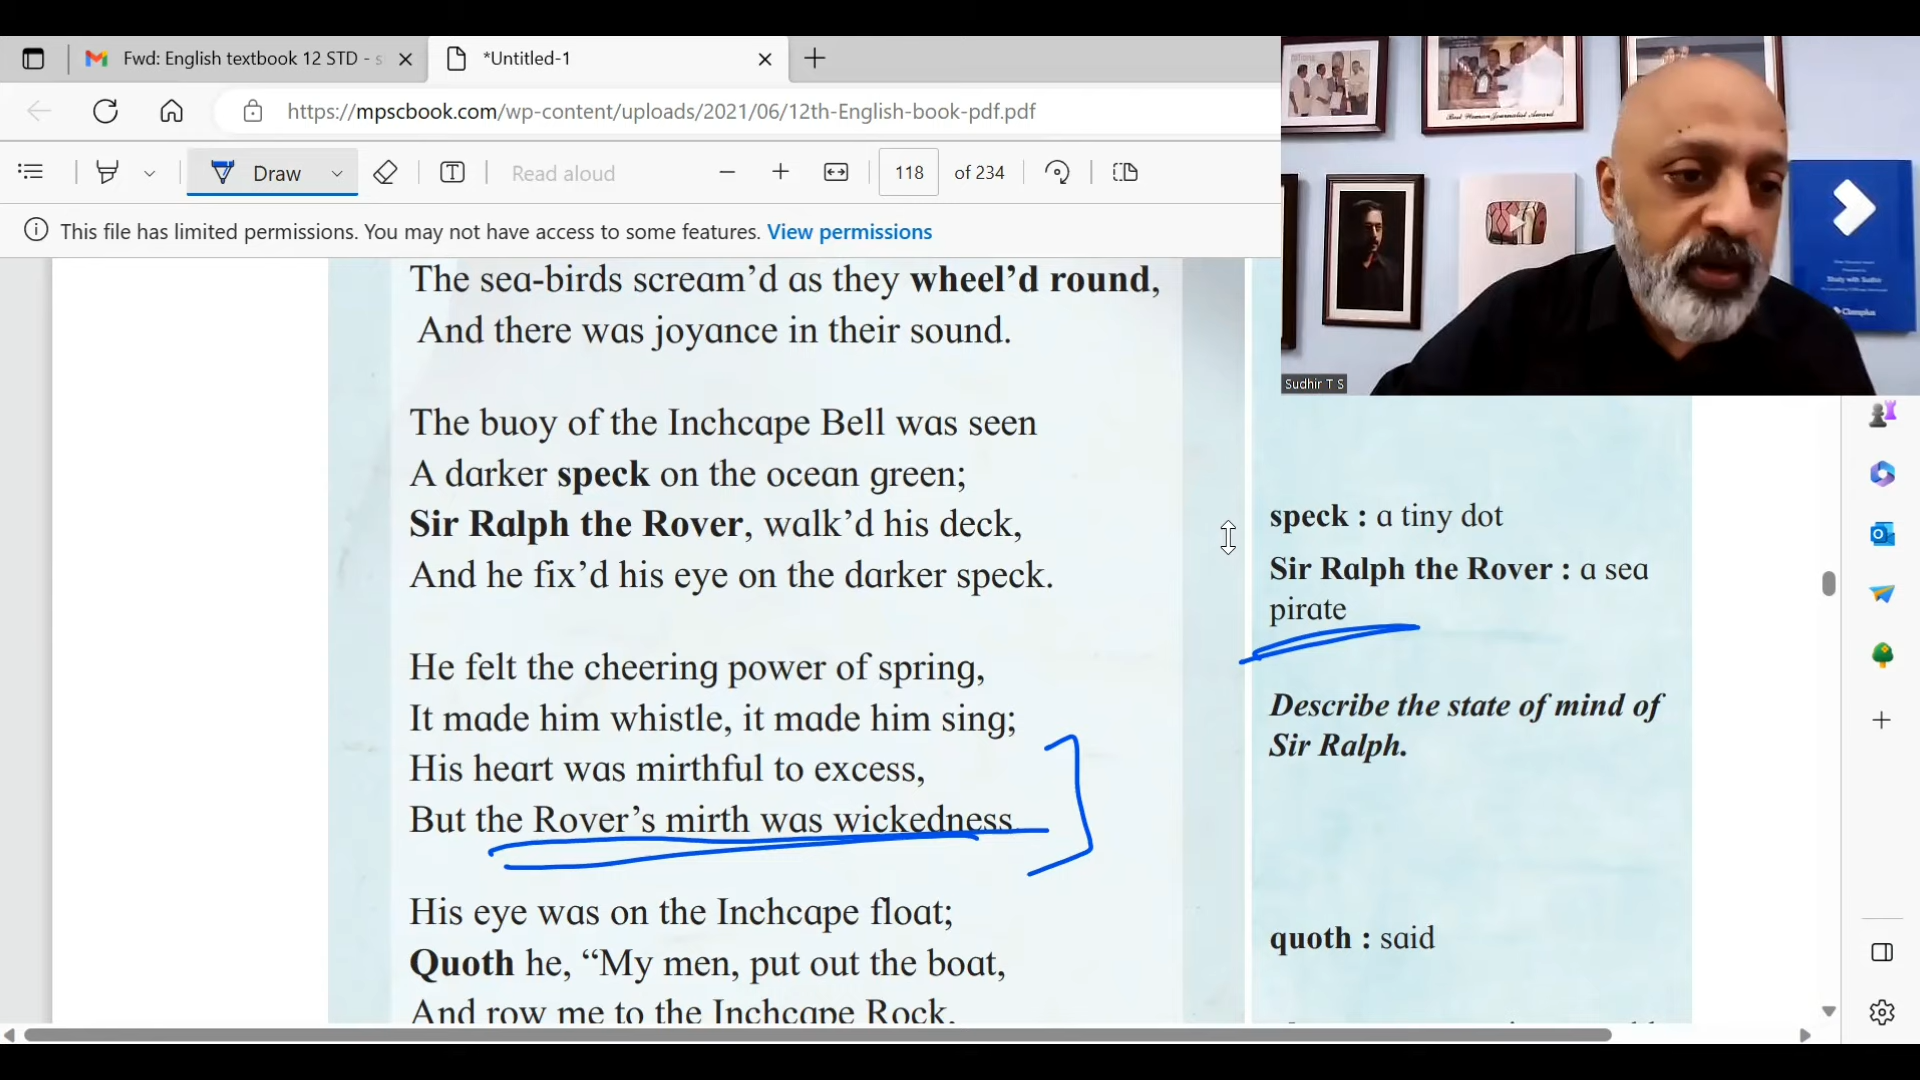 Fwd: English textbook 12 STD - s
*Untitled-1
https://mpscbook.com/wp-content/uploads/2021/06/12th-English-book-pdf.pdf
Draw
Read aloud
118 of 234
This file has limited permissions. You may not have access to some features. View permissions
The sea-birds scream’d as they wheel’d round,
And there was joyance in their sound.
The buoy of the Inchcape Bell was seen
A darker speck on the ocean green;
Sir Ralph the Rover, walk’d his deck,
And he fix’d his eye on the darker speck.
He felt the cheering power of spring,
It made him whistle, it made him sing;
His heart was mirthful to excess,
But the Rover’s mirth was wickedness.
His eye was on the Inchcape float;
Quoth he, “My men, put out the boat,
And row me to the Inchcape Rock,
speck : a tiny dot
Sir Ralph the Rover : a sea
pirate
Describe the state of mind of
Sir Ralph.
quoth : said
Best Women Journalist Award
Study with Sudhir
Classplus
Sudhir T S